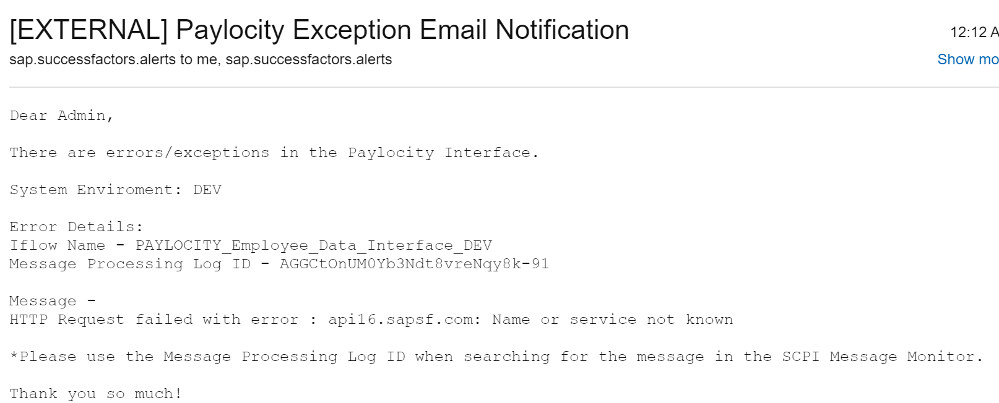 [EXTERNAL] Paylocity Exception Email Notification
12:12 A
sap.successfactors.alerts to me, sap.successfactors.alerts
Show mo
Dear Admin,
There are errors/exceptions in the Paylocity Interface.
System Enviroment: DEV
Error Details:
Iflow Name - PAYLOCITY_Employee_Data_Interface_DEV
Message Processing Log ID - AGGCtOnUM0Yb3Ndt8vreNqy8k-91
Message -
HTTP Request failed with error : api16.sapsf.com: Name or service not known
*Please use the Message Processing Log ID when searching for the message in the SCPI Message Monitor.
Thank you so much!